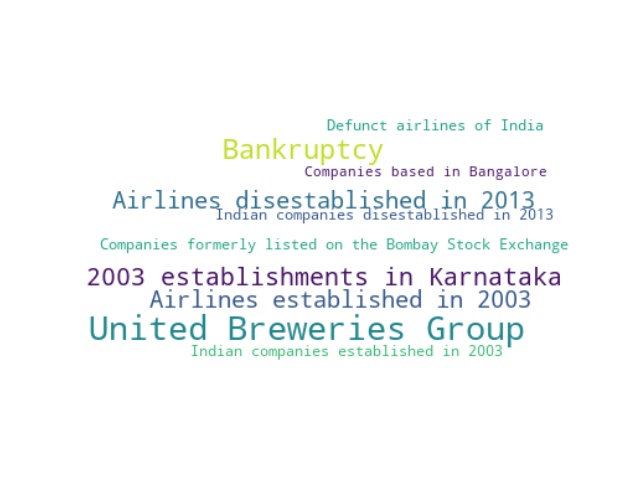 Defunct airlines of India
Bankruptcy
Companies based in Bangalore
Airlines disestablished in 2013
Indian companies disestablished in 2013
Companies formerly listed on the Bombay Stock Exchange
2003 establishments in Karnataka
Airlines established in 2003
United Breweries Group
Indian companies established in 2003